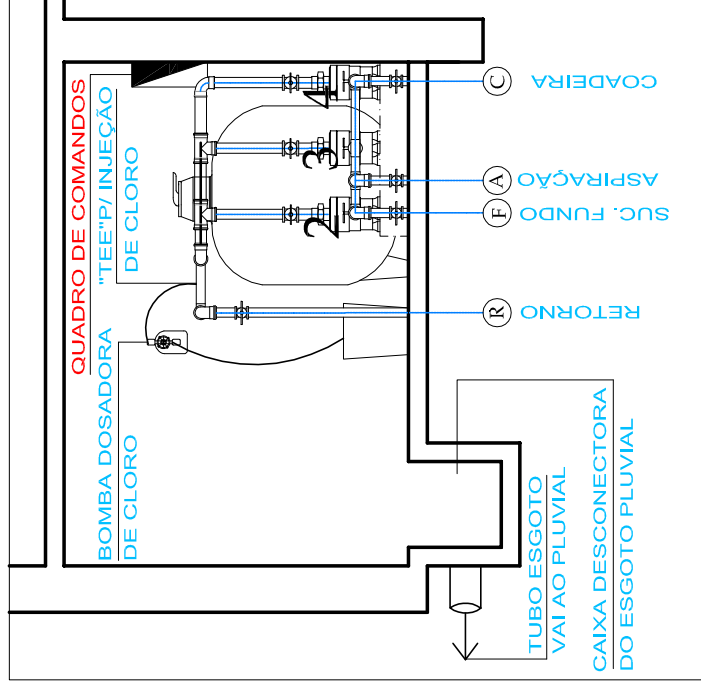 QUADRO DE COMANDOS
"TEE"P/ INJEÇÃO
DE CLORO
BOMBA DOSADORA
DE CLORO
4
3
2
C
COADEIRA
A
ASPIRAÇÃO
F
SUC. FUNDO
R
RETORNO
TUBO ESGOTO
VAI AO PLUVIAL
CAIXA DESCONECTORA
DO ESGOTO PLUVIAL